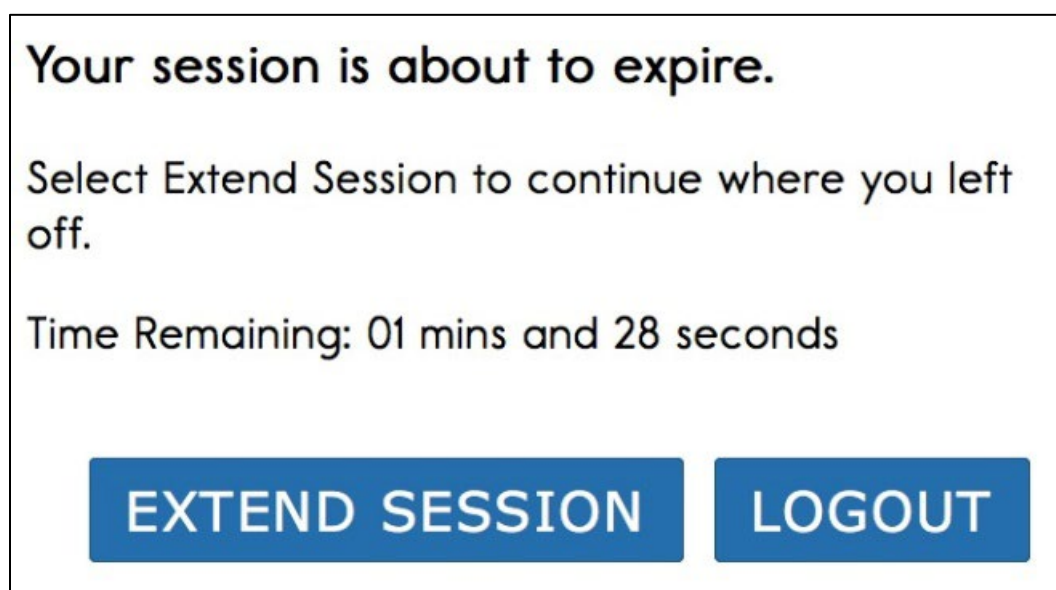 Your session is about to expire.
Select Extend Session to continue where you left
off.
Time Remaining: 01 mins and 28 seconds
EXTEND SESSION LOGOUT